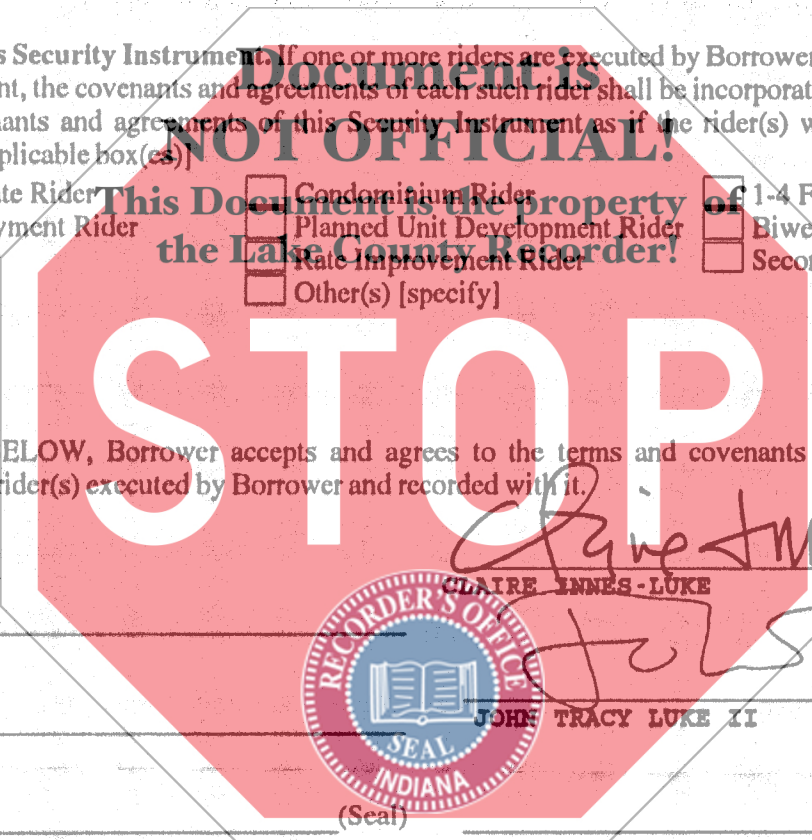 s Security Instrument. If one or more riders are executed by Borrower
nt, the covenants and agreements of each such rider shall be incorporat
nants and agreements of this Security Instrument as if the rider(s) w
plicable box(es)]
Document is
NOT OFFICIAL!
This Document is the property of
the Lake County Recorder!
te Rider
yment Rider
Condominium Rider
Planned Unit Development Rider
Rate Improvement Rider
Other(s) [specify]
1-4 F
Biwe
Secon
STOP
ELOW, Borrower accepts and agrees to the terms and covenants
rider(s) executed by Borrower and recorded with it.
CLAIRE INNES-LUKE
JOHN TRACY LUKE II
RECORDER'S OFFICE
SEAL
INDIANA
(Seal)